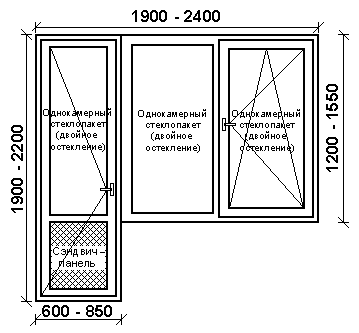 1900 - 2400
Однокамерный
стеклопакет
(двойное
остекление)
Однокамерный
стеклопакет
(двойное
остекление)
Однокамерный
стеклопакет
(двойное
остекление)
1900 - 2200
1200 - 1550
Сэндвич –
панель
600 - 850